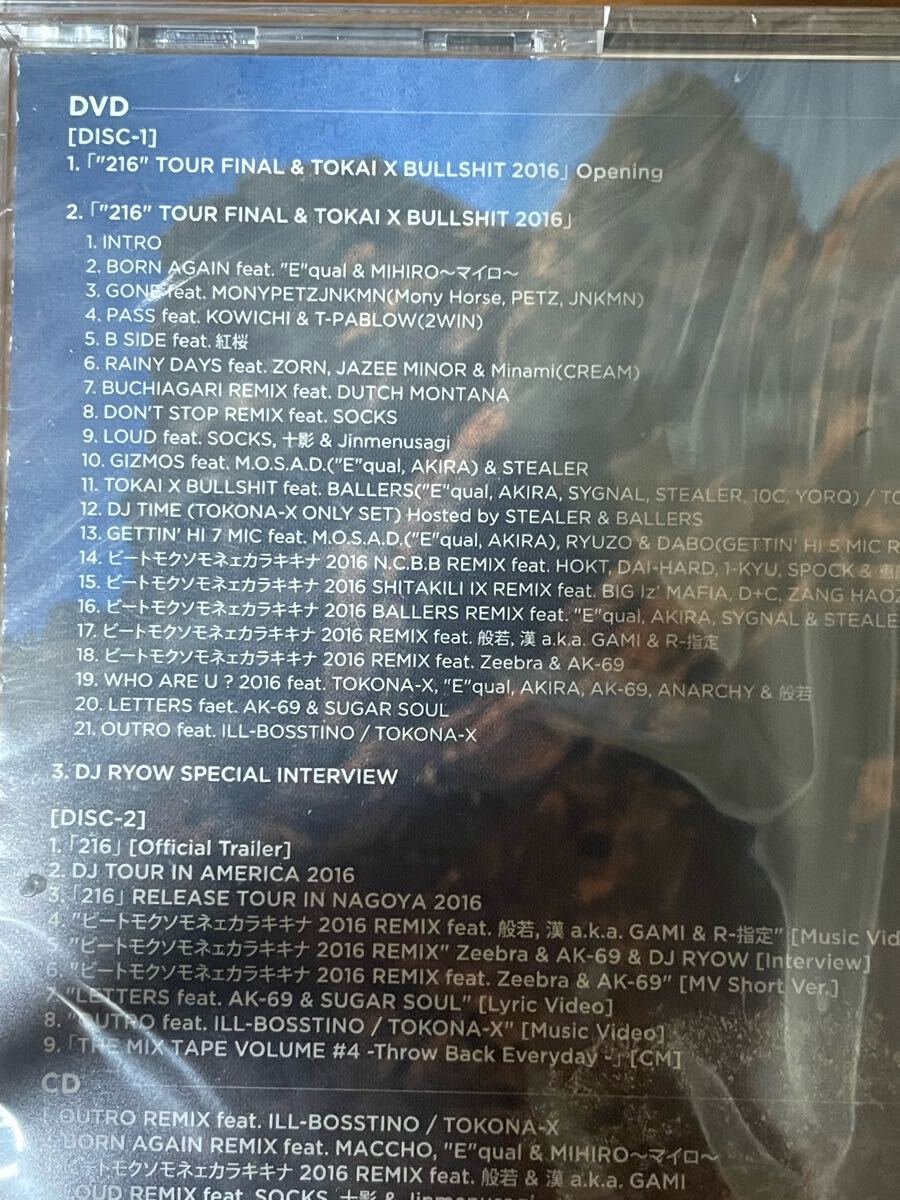 DVD
[DISC-1]
1.「"216" TOUR FINAL & TOKAI X BULLSHIT 2016」Opening
2.「"216" TOUR FINAL & TOKAI X BULLSHIT 2016」
1. INTRO
2. BORN AGAIN feat. "E"qual & MIHIRO〜マイロ〜
3. GONE feat. MONYPETZJNKMN(Mony Horse, PETZ, JNKMN)
4. PASS feat. KOWICHI & T-PABLOW(2WIN)
5. B SIDE feat. 紅桜
6. RAINY DAYS feat. ZORN, JAZEE MINOR & Minami(CREAM)
7. BUCHIAGARI REMIX feat. DUTCH MONTANA
8. DON'T STOP REMIX feat. SOCKS
9. LOUD feat. SOCKS, 十影 & Jinmenusagi
10. GIZMOS feat. M.O.S.A.D.("E"qual, AKIRA) & STEALER
11. TOKAI X BULLSHIT feat. BALLERS("E"qual, AKIRA, SYGNAL, STEALER, 10C, YORQ) / TO
12. DJ TIME (TOKONA-X ONLY SET) Hosted by STEALER & BALLERS
13. GETTIN' HI 7 MIC feat. M.O.S.A.D.("E"qual, AKIRA), RYUZO & DABO(GETTIN' HI 5 MIC R
14. ビートモクソモネェカラキキナ 2016 N.C.B.B REMIX feat. HOKT, DAI-HARD, 1-KYU, SPOCK &
15. ビートモクソモネェカラキキナ 2016 SHITAKILI IX REMIX feat. BIG Iz' MAFIA, D+C, ZANG HAOZ
16. ビートモクソモネェカラキキナ 2016 BALLERS REMIX feat. "E"qual, AKIRA, SYGNAL & STEALE
17. ビートモクソモネェカラキキナ 2016 REMIX feat. 般若, 漢 a.k.a. GAMI & R-指定
18. ビートモクソモネェカラキキナ 2016 REMIX feat. Zeebra & AK-69
19. WHO ARE U ? 2016 feat. TOKONA-X, "E"qual, AKIRA, AK-69, ANARCHY & 般若
20. LETTERS faet. AK-69 & SUGAR SOUL
21. OUTRO feat. ILL-BOSSTINO / TOKONA-X
3. DJ RYOW SPECIAL INTERVIEW
[DISC-2]
1.「216」[Official Trailer]
2. DJ TOUR IN AMERICA 2016
3.「216」RELEASE TOUR IN NAGOYA 2016
4. "ビートモクソモネェカラキキナ 2016 REMIX feat. 般若, 漢 a.k.a. GAMI & R-指定" [Music Vid
5. "ビートモクソモネェカラキキナ 2016 REMIX" Zeebra & AK-69 & DJ RYOW [Interview]
6. "ビートモクソモネェカラキキナ 2016 REMIX feat. Zeebra & AK-69" [MV Short Ver.]
7. "LETTERS feat. AK-69 & SUGAR SOUL" [Lyric Video]
8. "OUTRO feat. ILL-BOSSTINO / TOKONA-X" [Music Video]
9.「THE MIX TAPE VOLUME #4 -Throw Back Everyday -」[CM]
CD
1. OUTRO REMIX feat. ILL-BOSSTINO / TOKONA-X
BORN AGAIN REMIX feat. MACCHO, "E"qual & MIHIRO〜マイロ〜
ビートモクソモネェカラキキナ 2016 REMIX feat. 般若 & 漢 a.k.a. GAMI
LOUD REMIX feat. SOCKS, 十影 & Jinmenusagi